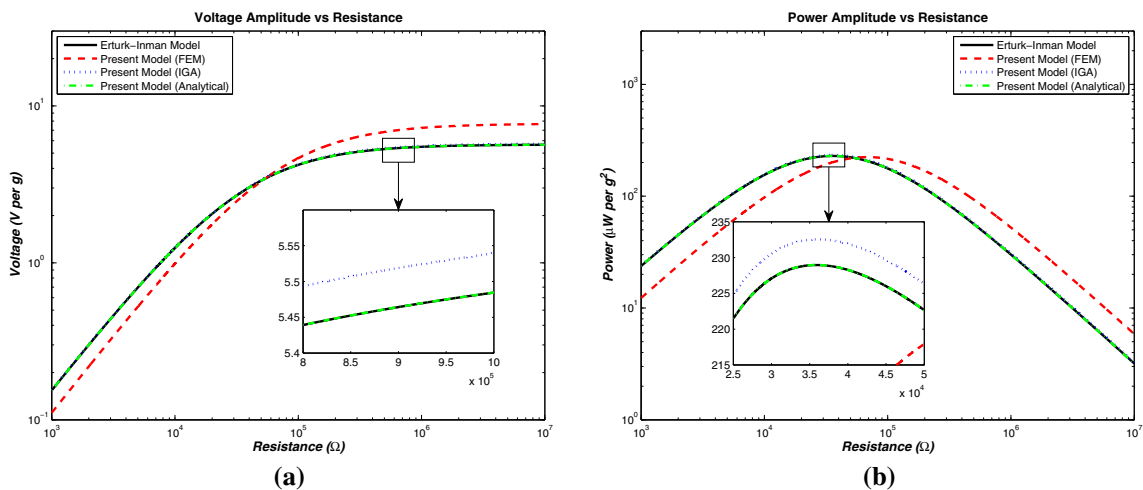 Voltage Amplitude vs Resistance
Erturk−Inman Model
Present Model (FEM)
Present Model (IGA)
Present Model (Analytical)
Voltage (V per g)
10^1
10^0
10^-1
10^3
10^4
10^5
10^6
10^7
Resistance (Ω)
5.55
5.5
5.45
5.4
8
8.5
9
9.5
10
x 10^5
(a)
Power Amplitude vs Resistance
Erturk−Inman Model
Present Model (FEM)
Present Model (IGA)
Present Model (Analytical)
Power (μW per g^2)
10^3
10^2
10^1
10^0
10^3
10^4
10^5
10^6
10^7
Resistance (Ω)
235
230
225
220
215
2.5
3
3.5
4
4.5
5
x 10^4
(b)